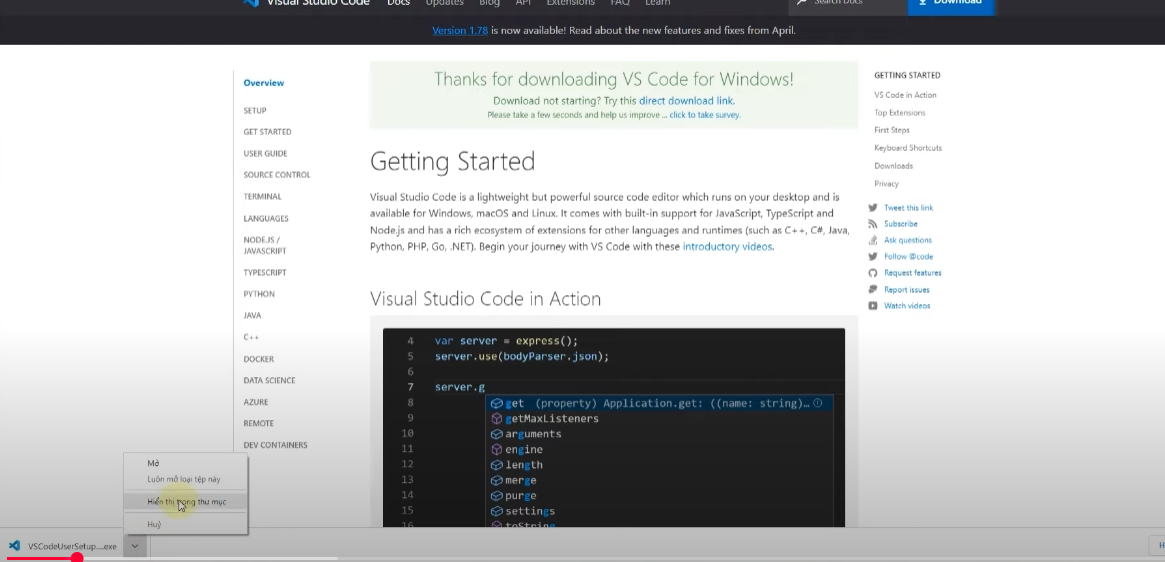 Visual Studio Code Docs Updates Blog API Extensions FAQ Learn Search Docs Download
Version 1.78 is now available! Read about the new features and fixes from April.
Overview
SETUP
GET STARTED
USER GUIDE
SOURCE CONTROL
TERMINAL
LANGUAGES
NODE.JS /
JAVASCRIPT
TYPESCRIPT
PYTHON
JAVA
C++
DOCKER
DATA SCIENCE
AZURE
REMOTE
DEV CONTAINERS
Thanks for downloading VS Code for Windows!
Download not starting? Try this direct download link.
Please take a few seconds and help us improve ... click to take survey.
Getting Started
Visual Studio Code is a lightweight but powerful source code editor which runs on your desktop and is
available for Windows, macOS and Linux. It comes with built-in support for JavaScript, TypeScript and
Node.js and has a rich ecosystem of extensions for other languages and runtimes (such as C++, C#, Java,
Python, PHP, Go, .NET). Begin your journey with VS Code with these introductory videos.
Visual Studio Code in Action
4 var server = express();
5 server.use(bodyParser.json);
6
7 server.g
8 get (property) Application.get: ((name: string)…
9 getMaxListeners
10 arguments
11 engine
12 length
13 merge
14 purge
15 settings
16 toString
GETTING STARTED
VS Code in Action
Top Extensions
First Steps
Keyboard Shortcuts
Downloads
Privacy
Tweet this link
Subscribe
Ask questions
Follow @code
Request features
Report issues
Watch videos
Mở
Luôn mở loại tệp này
Hiển thị trong thư mục
Huỷ
VSCodeUserSetup....exe